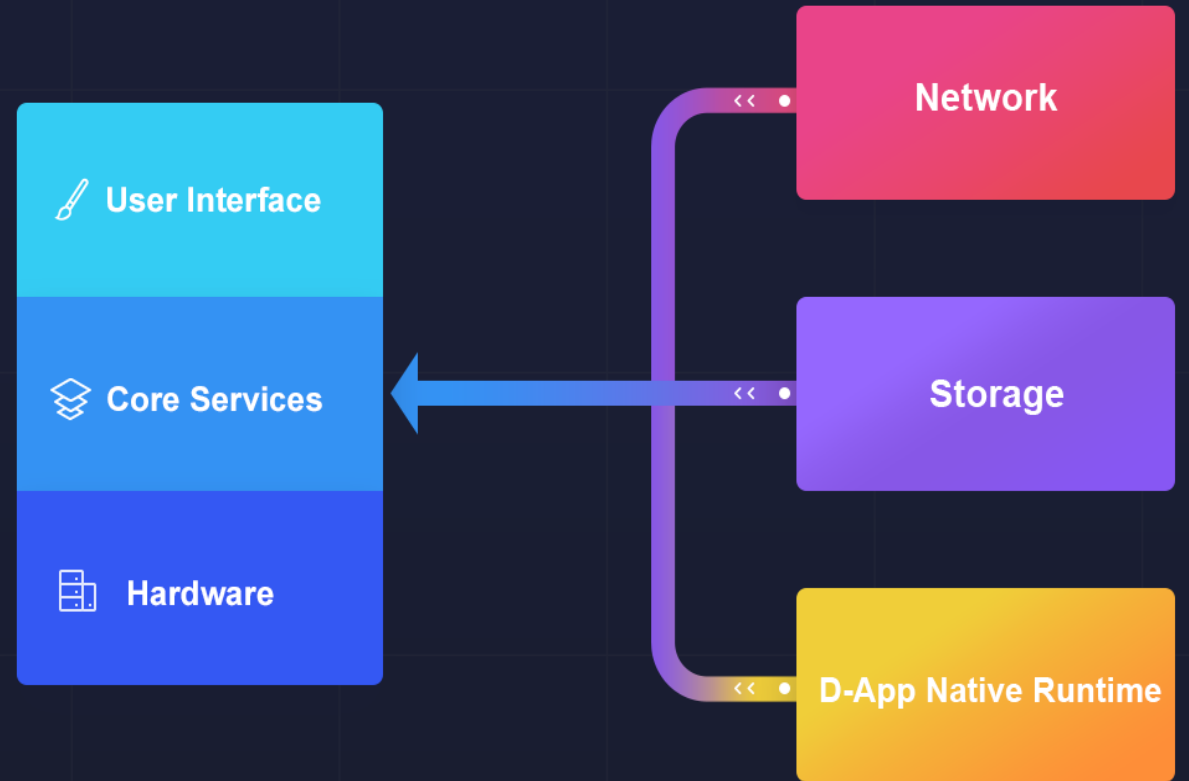 User Interface
Core Services
Hardware
Network
Storage
D-App Native Runtime